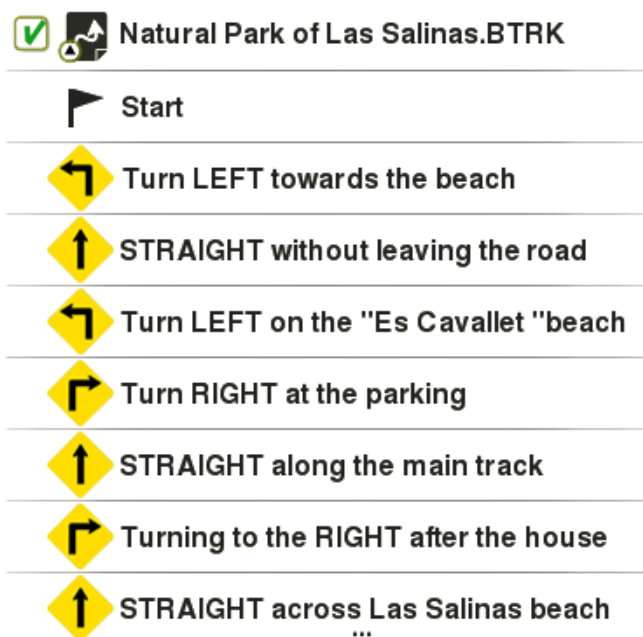 Natural Park of Las Salinas.BTRK
Start
Turn LEFT towards the beach
STRAIGHT without leaving the road
Turn LEFT on the "Es Cavallet "beach
Turn RIGHT at the parking
STRAIGHT along the main track
Turning to the RIGHT after the house
STRAIGHT across Las Salinas beach
...